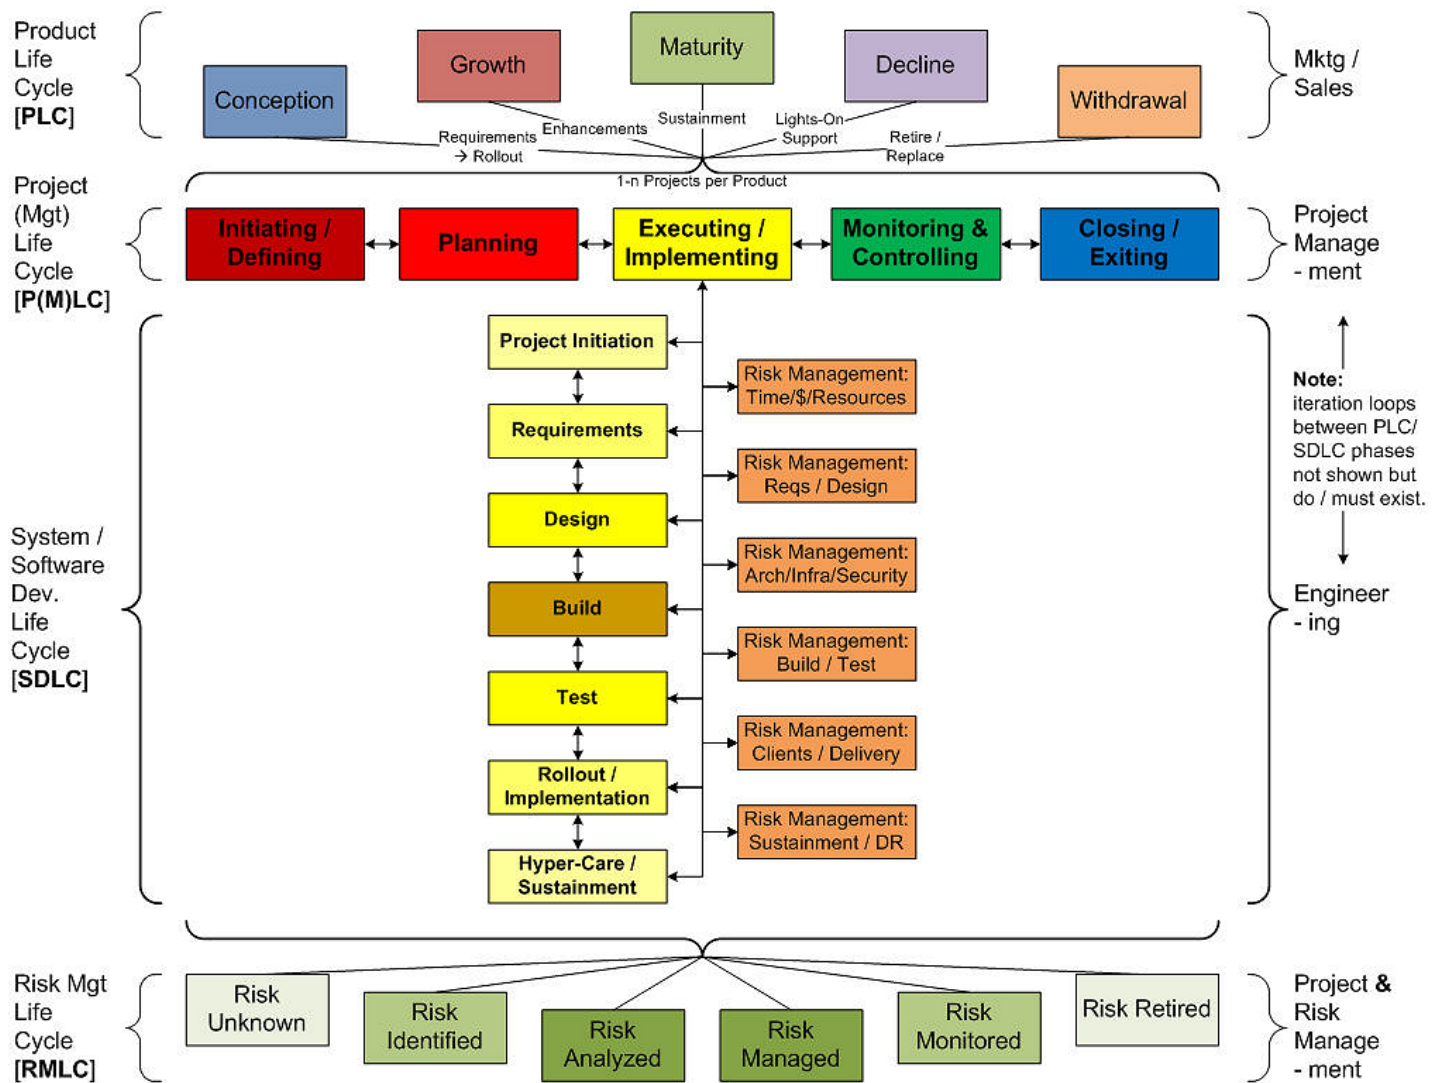 Product
Life
Cycle
[PLC]
Conception
Growth
Maturity
Decline
Withdrawal
Mktg /
Sales
Requirements
→ Rollout
Enhancements
Sustainment
Lights-On
Support
Retire /
Replace
1-n Projects per Product
Project
(Mgt)
Life
Cycle
[P(M)LC]
Initiating /
Defining
Planning
Executing /
Implementing
Monitoring &
Controlling
Closing /
Exiting
Project
Manage
- ment
System /
Software
Dev.
Life
Cycle
[SDLC]
Project Initiation
Requirements
Design
Build
Test
Rollout /
Implementation
Hyper-Care /
Sustainment
Risk Management:
Time/$/Resources
Risk Management:
Reqs / Design
Risk Management:
Arch/Infra/Security
Risk Management:
Build / Test
Risk Management:
Clients / Delivery
Risk Management:
Sustainment / DR
Note:
iteration loops
between PLC/
SDLC phases
not shown but
do / must exist.
Engineer
- ing
Risk Mgt
Life
Cycle
[RMLC]
Risk
Unknown
Risk
Identified
Risk
Analyzed
Risk
Managed
Risk
Monitored
Risk Retired
Project &
Risk
Manage
- ment